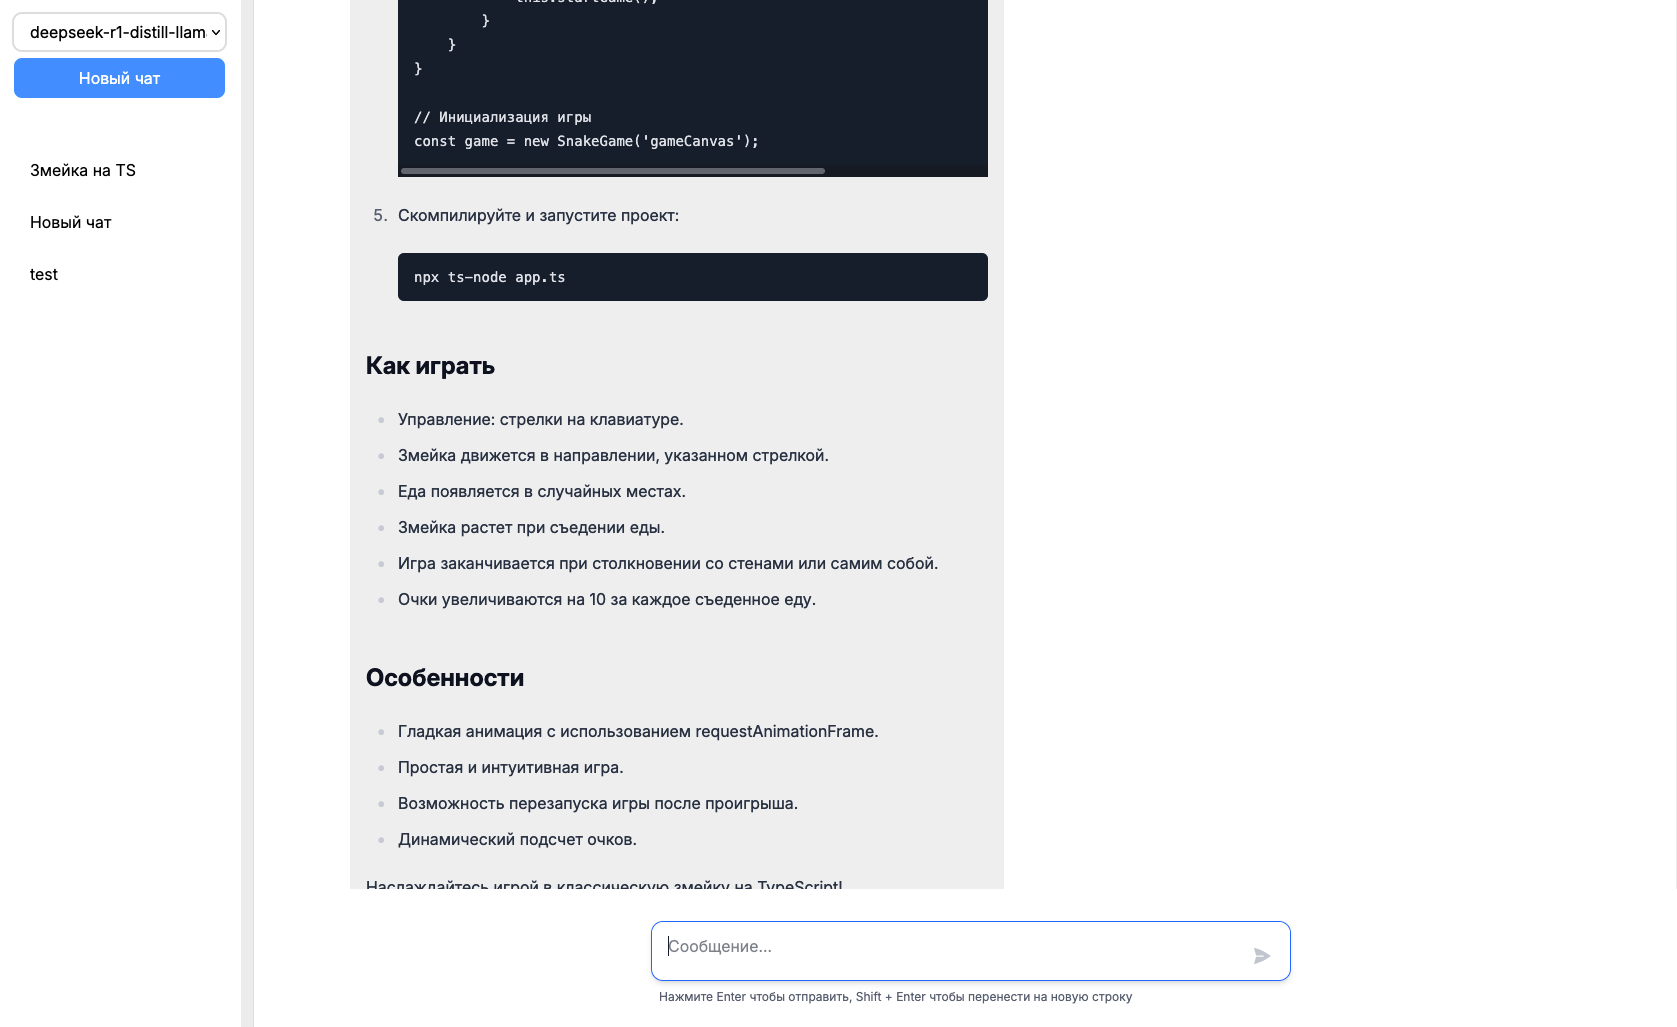 deepseek-r1-distill-llam
Новый чат
Змейка на TS
Новый чат
test
this.startGame();
}
}
}
// Инициализация игры
const game = new SnakeGame('gameCanvas');
5. Скомпилируйте и запустите проект:
npx ts-node app.ts
Как играть
Управление: стрелки на клавиатуре.
Змейка движется в направлении, указанном стрелкой.
Еда появляется в случайных местах.
Змейка растет при съедении еды.
Игра заканчивается при столкновении со стенами или самим собой.
Очки увеличиваются на 10 за каждое съеденное еду.
Особенности
Гладкая анимация с использованием requestAnimationFrame.
Простая и интуитивная игра.
Возможность перезапуска игры после проигрыша.
Динамический подсчет очков.
Наслаждайтесь игрой в классическую змейку на TypeScript!
Сообщение...
Нажмите Enter чтобы отправить, Shift + Enter чтобы перенести на новую строку